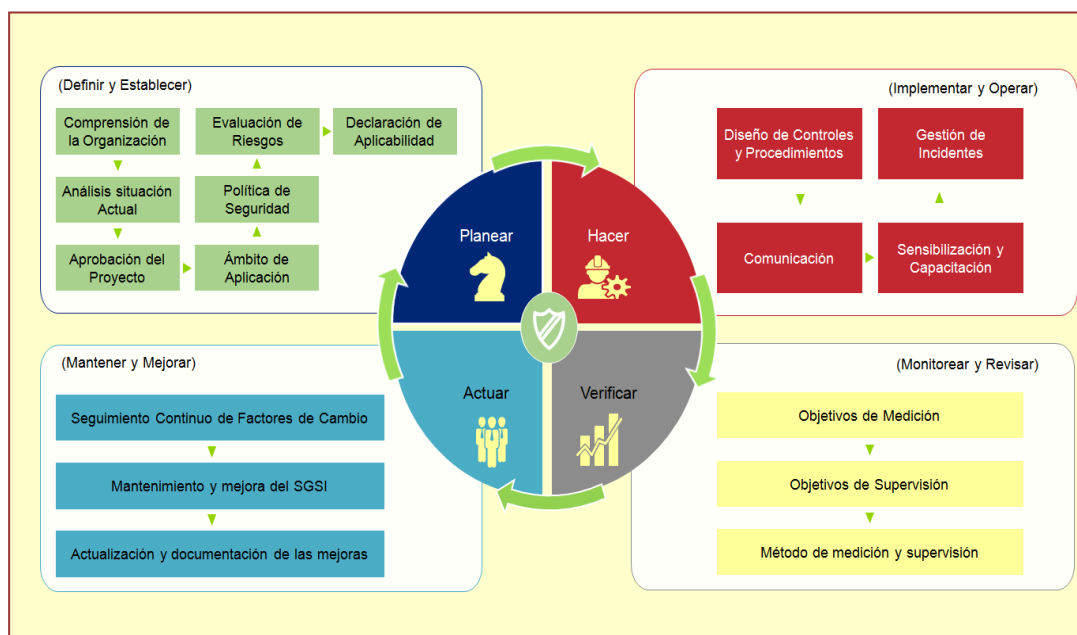 (Definir y Establecer)
Comprensión de
la Organización
Análisis situación
Actual
Aprobación del
Proyecto
Ámbito de
Aplicación
Política de
Seguridad
Evaluación de
Riesgos
Declaración de
Aplicabilidad
(Implementar y Operar)
Diseño de Controles
y Procedimientos
Comunicación
Sensibilización y
Capacitación
Gestión de
Incidentes
Planear
Hacer
Actuar
Verificar
(Mantener y Mejorar)
Seguimiento Continuo de Factores de Cambio
Mantenimiento y mejora del SGSI
Actualización y documentación de las mejoras
(Monitorear y Revisar)
Objetivos de Medición
Objetivos de Supervisión
Método de medición y supervisión